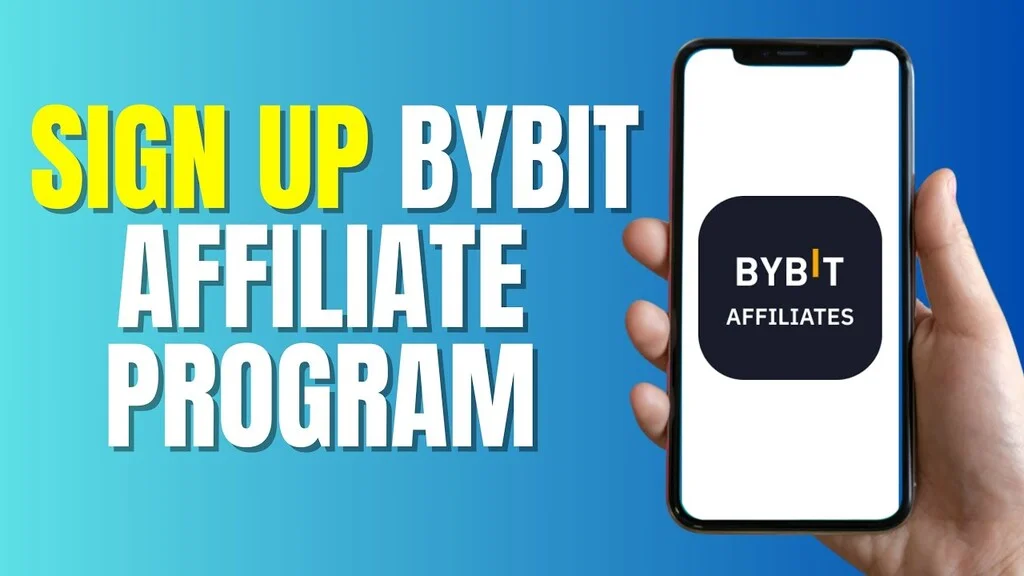 SIGN UP BYBIT
AFFILIATE
PROGRAM
BYBIT
AFFILIATES